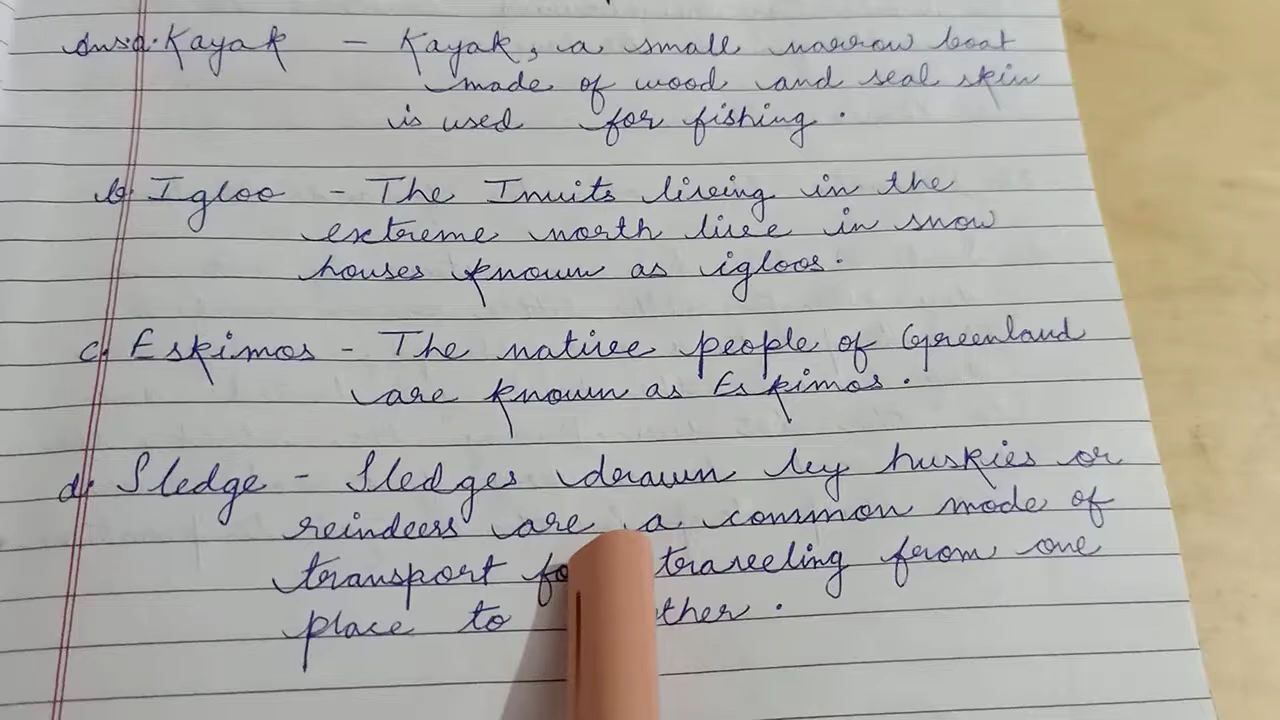 Ans a. Kayak - Kayak, a small narrow boat
made of wood and seal skin
is used for fishing.
b) Igloo - The Inuits living in the
extreme north live in snow
houses known as igloos.
c) Eskimos - The native people of Greenland
are known as Eskimos.
d) Sledge - Sledges drawn by huskies or
reindeers are a common mode of
transport fo traveling from one
place to ther.